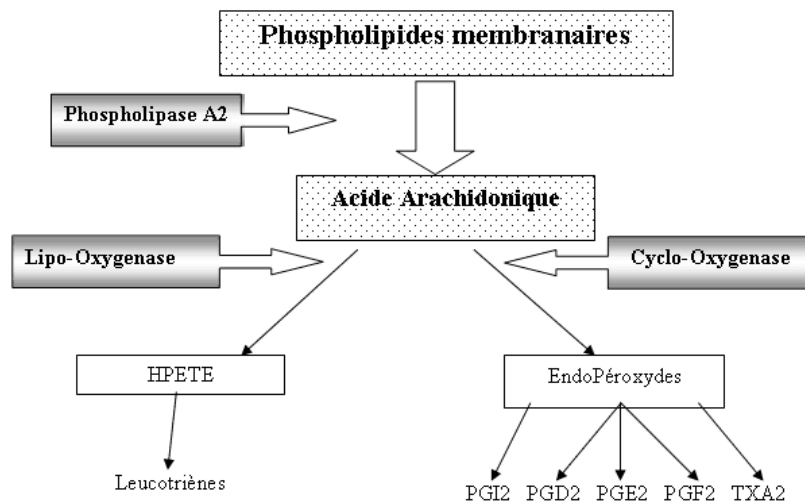 Phospholipides membranaires
Phospholipase A2
Acide Arachidonique
Lipo-Oxygenase
Cyclo-Oxygenase
HPETE
EndoPéroxydes
Leucotriènes
PGI2 PGD2 PGE2 PGF2 TXA2